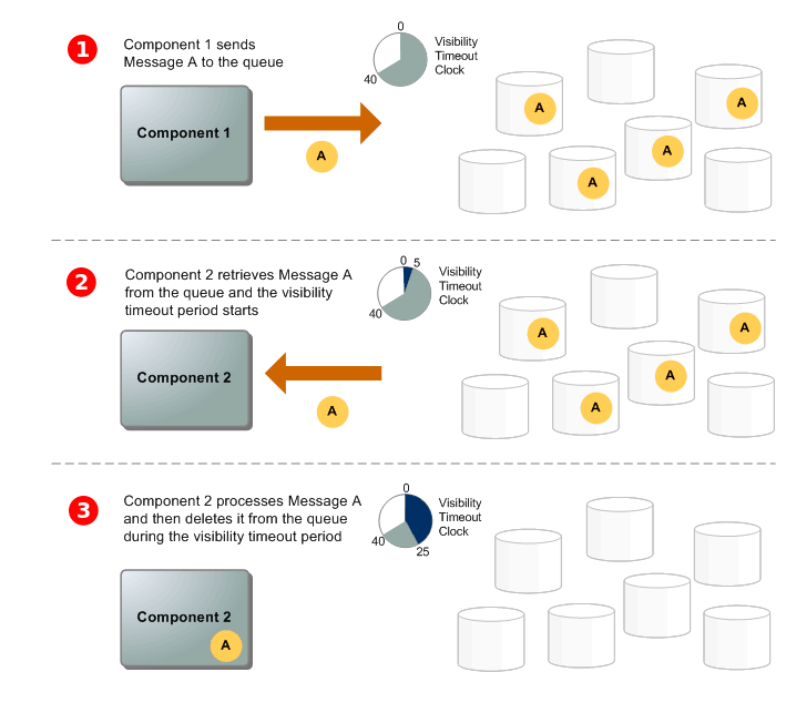 1
Component 1 sends
Message A to the queue
0
40
Visibility
Timeout
Clock
Component 1
A
A
A
A
A
2
Component 2 retrieves Message A
from the queue and the visibility
timeout period starts
0 5
40
Visibility
Timeout
Clock
Component 2
A
A
A
A
A
3
Component 2 processes Message A
and then deletes it from the queue
during the visibility timeout period
0
40
25
Visibility
Timeout
Clock
Component 2
A